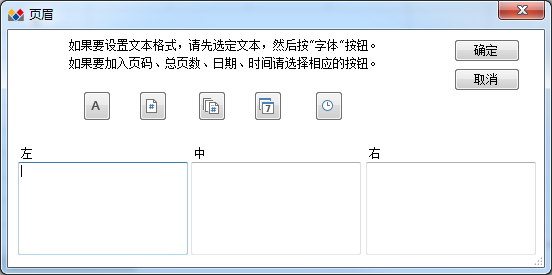 页眉
如果要设置文本格式，请先选定文本，然后按"字体"按钮。
如果要加入页码、总页数、日期、时间请选择相应的按钮。
确定
取消
A
#
#
7
左
中
右